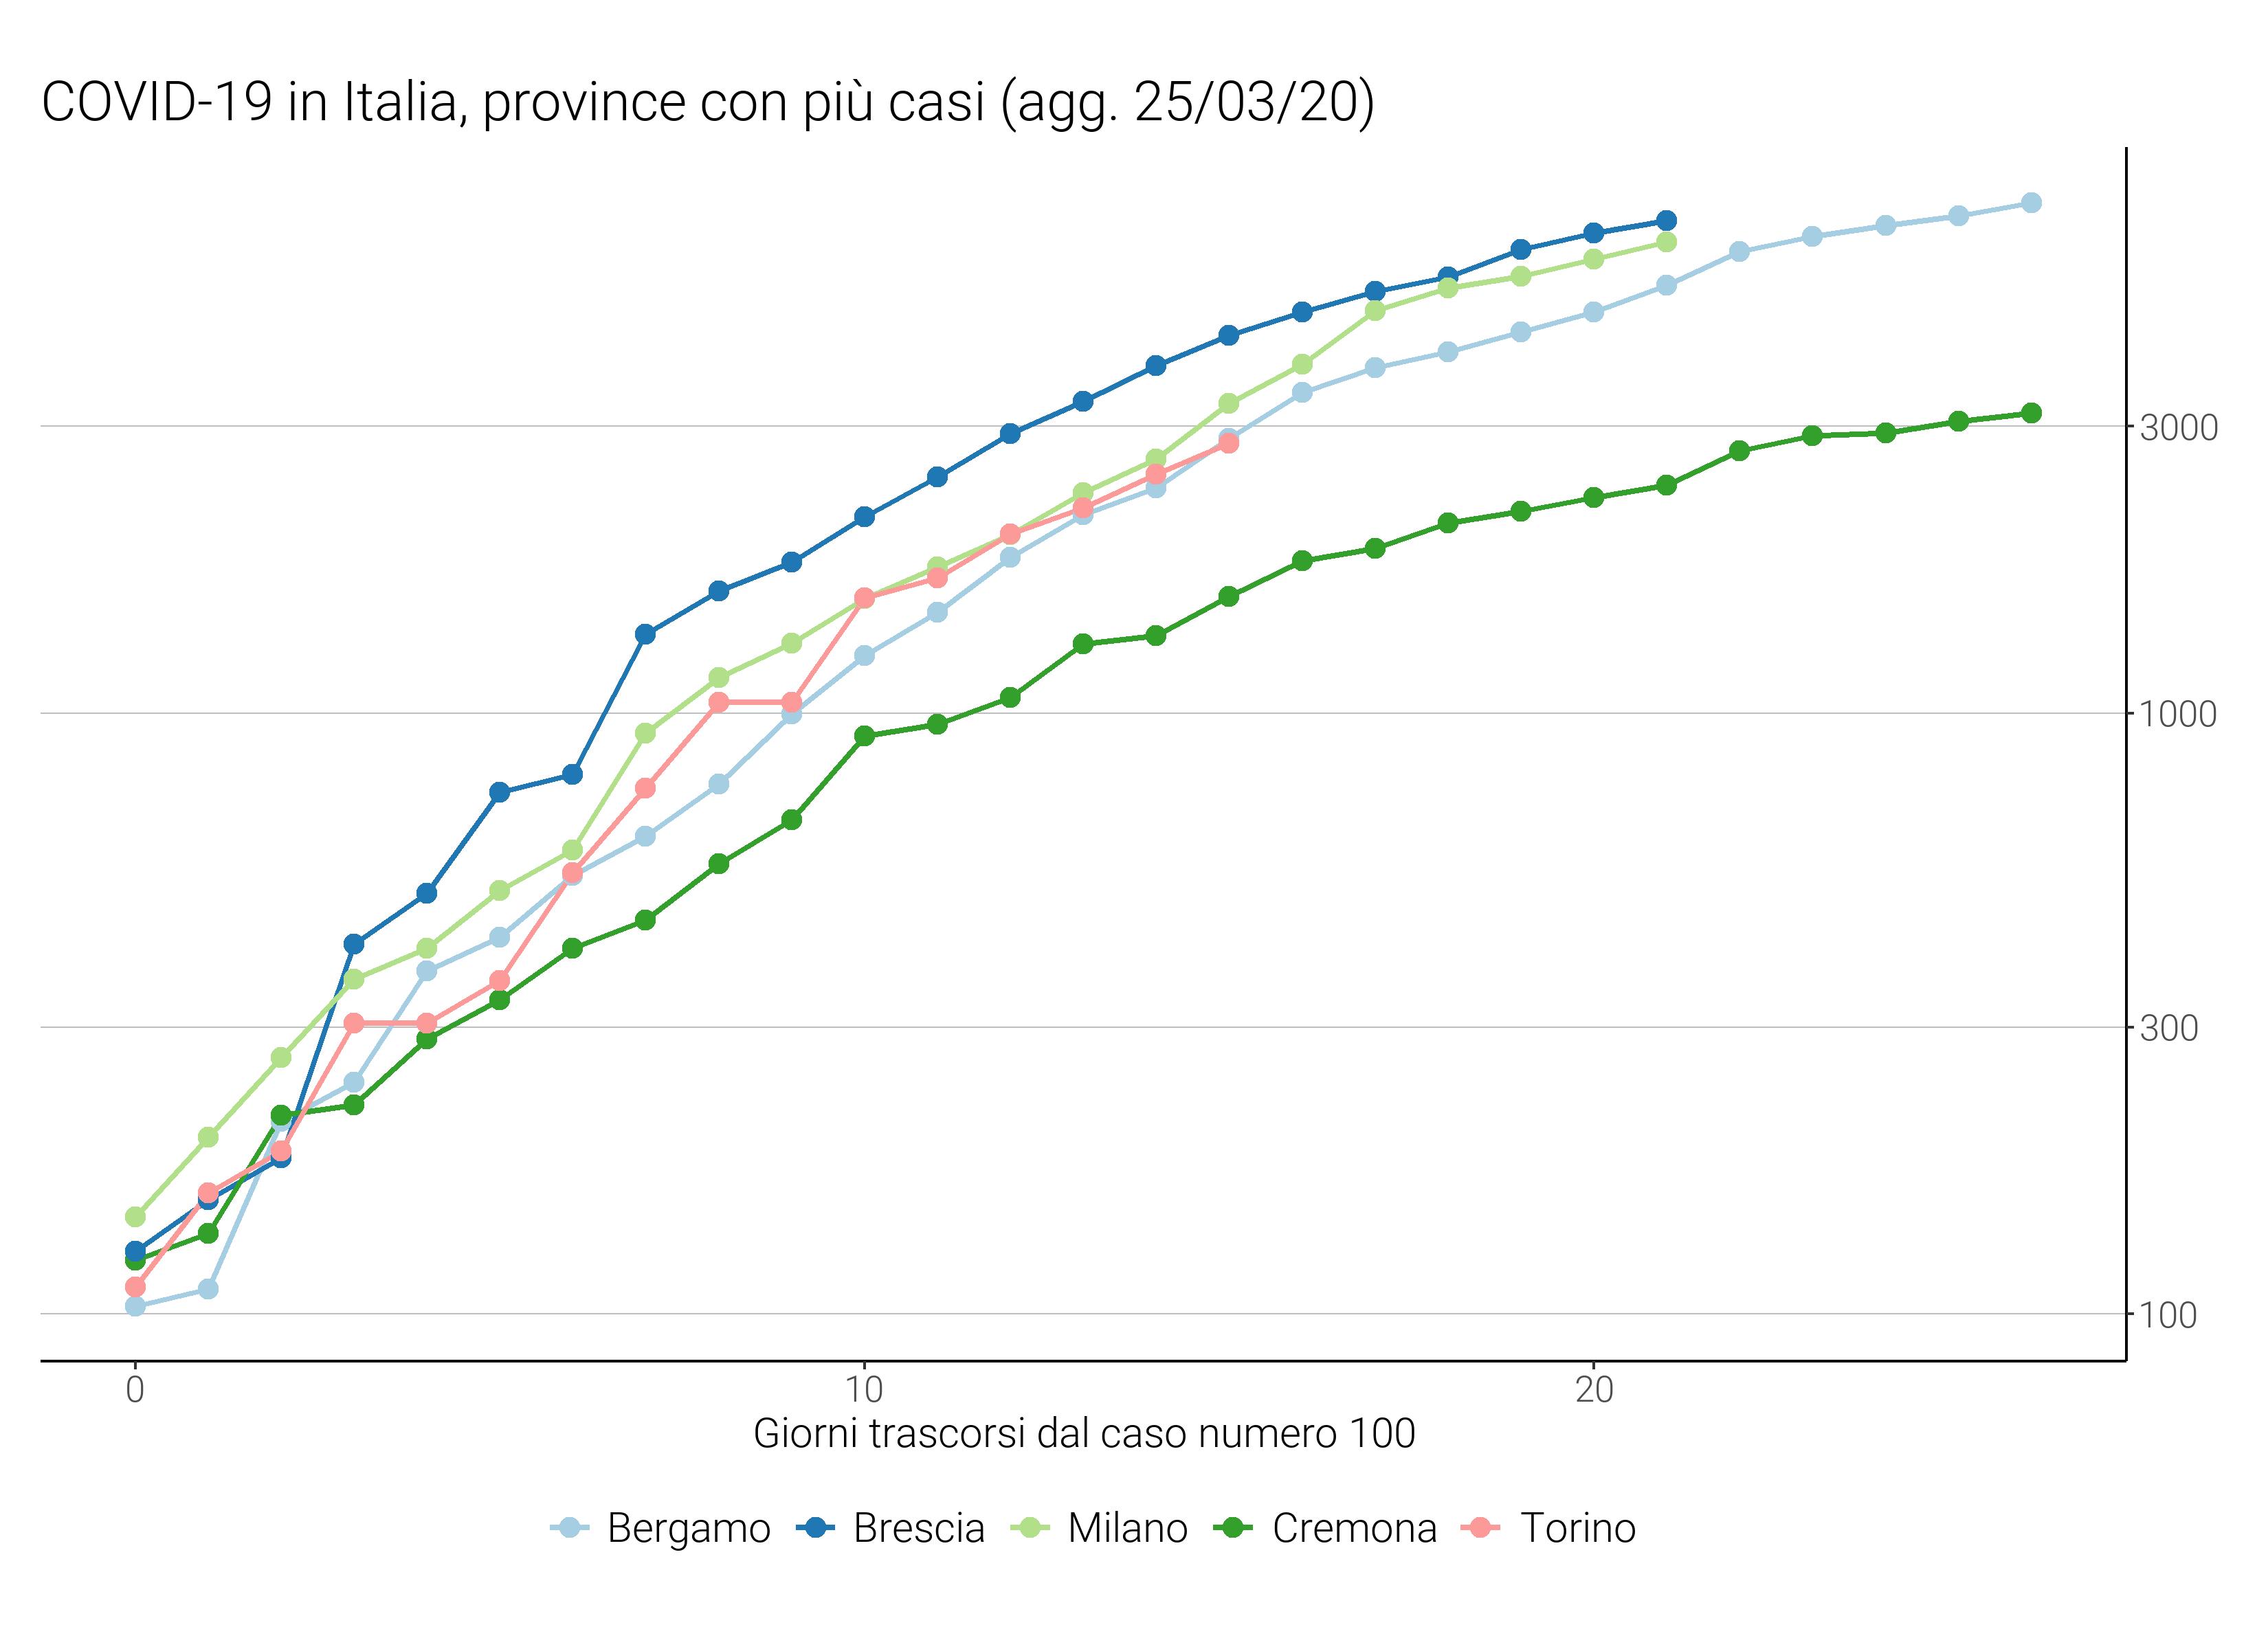 COVID-19 in Italia, province con più casi (agg. 25/03/20)
3000
1000
300
100
0 10 20
Giorni trascorsi dal caso numero 100
Bergamo Brescia Milano Cremona Torino